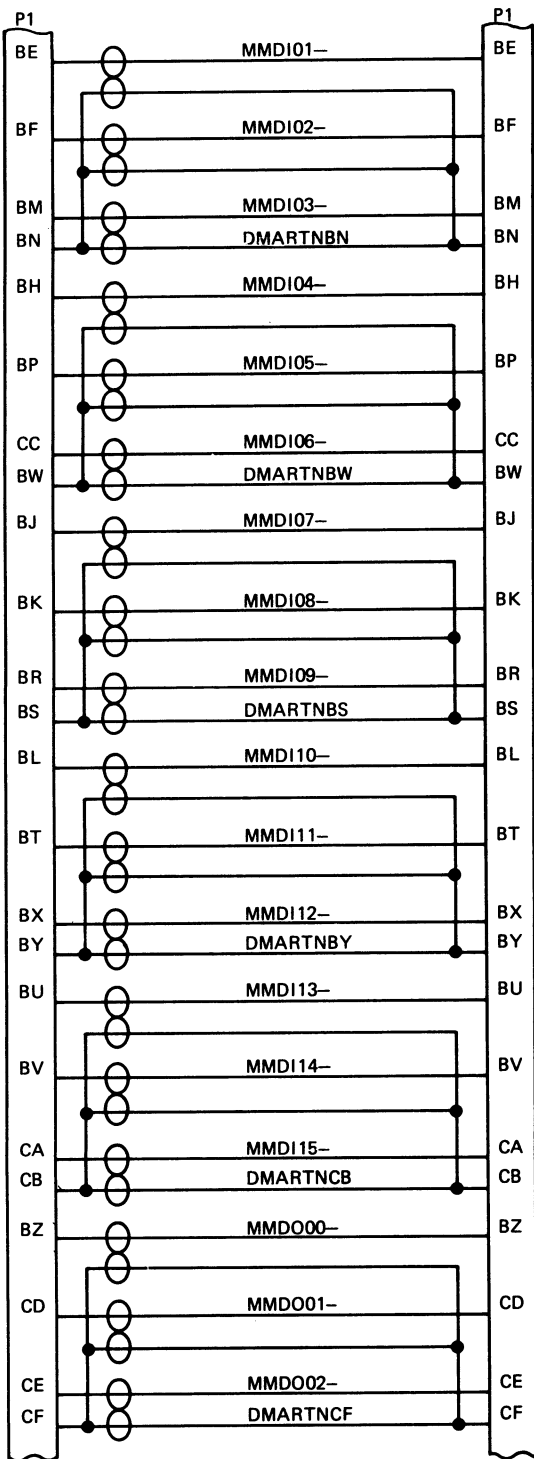 P1 P1
BE MMDI01– BE
BF MMDI02– BF
BM MMDI03– BM
BN DMARTNBN BN
BH MMDI04– BH
BP MMDI05– BP
CC MMDI06– CC
BW DMARTNBW BW
BJ MMDI07– BJ
BK MMDI08– BK
BR MMDI09– BR
BS DMARTNBS BS
BL MMDI10– BL
BT MMDI11– BT
BX MMDI12– BX
BY DMARTNBY BY
BU MMDI13– BU
BV MMDI14– BV
CA MMDI15– CA
CB DMARTNCB CB
BZ MMDO00– BZ
CD MMDO01– CD
CE MMDO02– CE
CF DMARTNCF CF